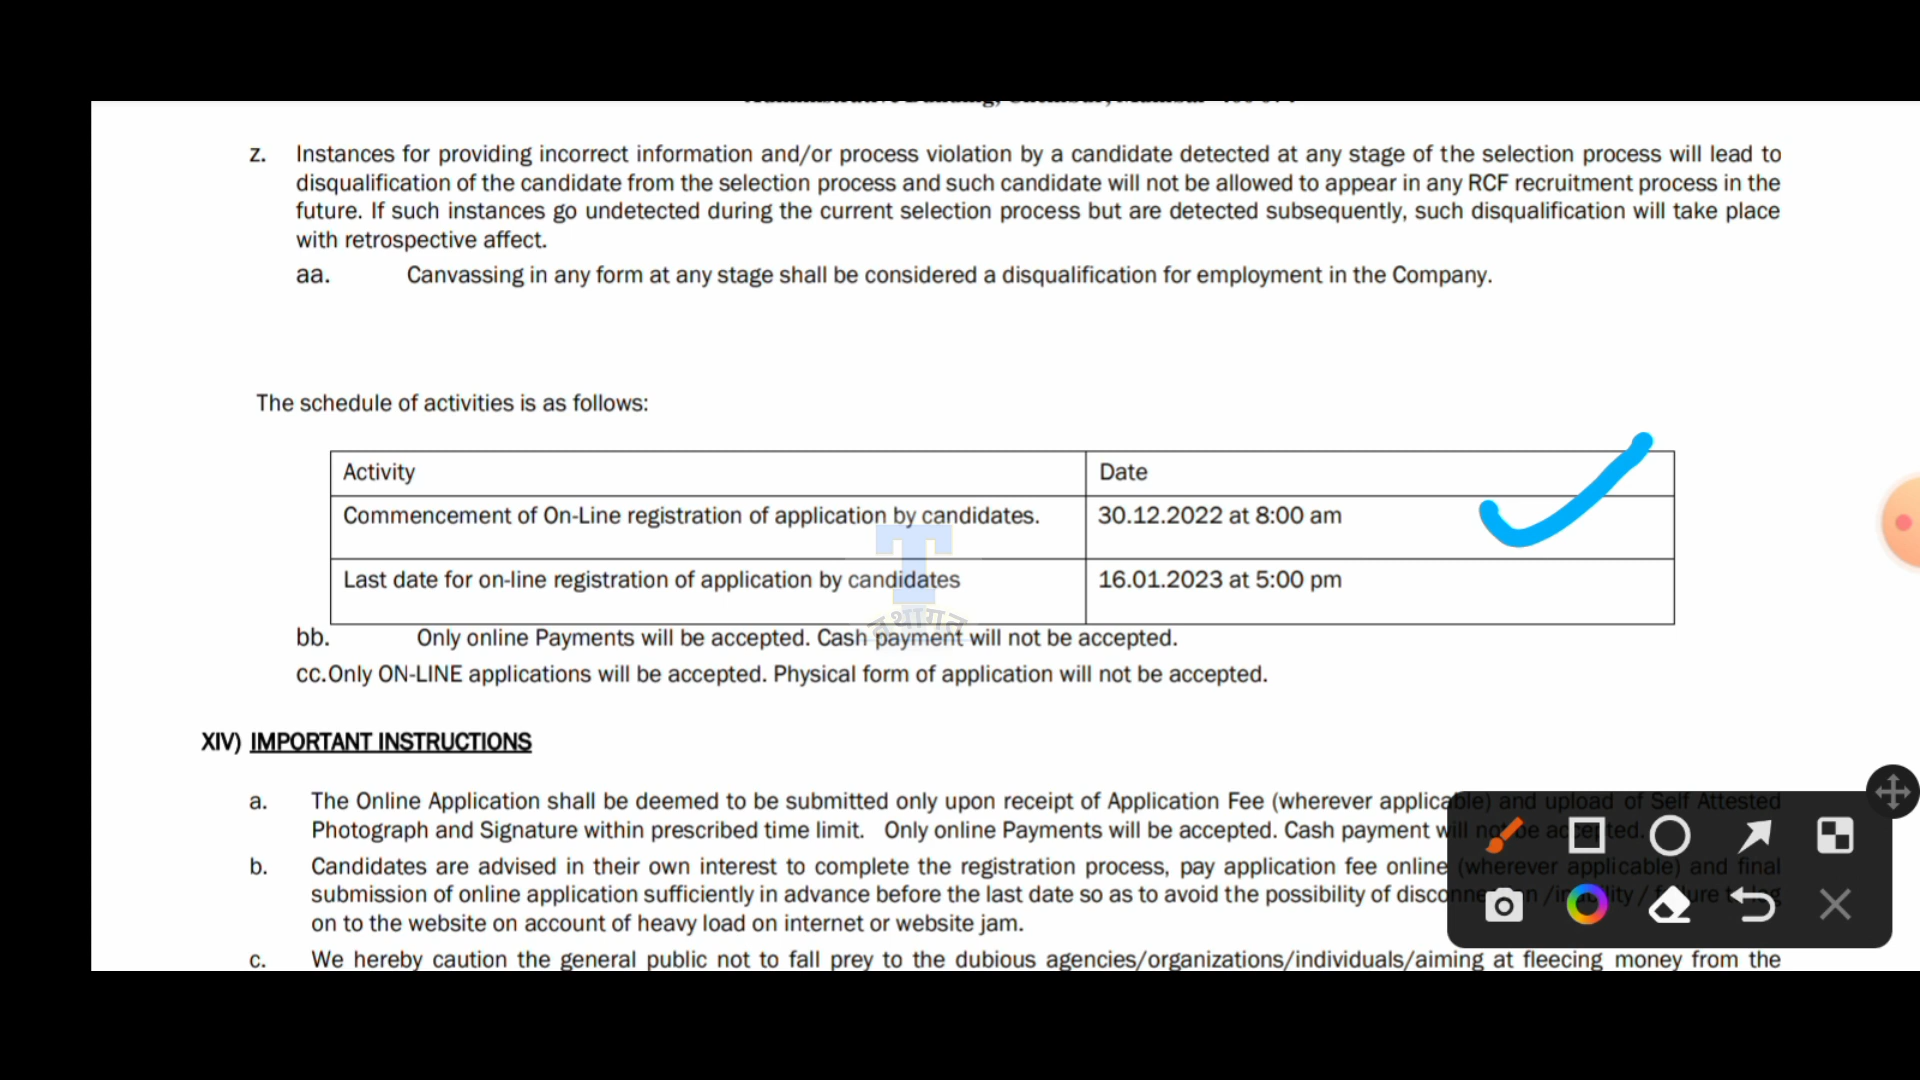 z. Instances for providing incorrect information and/or process violation by a candidate detected at any stage of the selection process will lead to
disqualification of the candidate from the selection process and such candidate will not be allowed to appear in any RCF recruitment process in the
future. If such instances go undetected during the current selection process but are detected subsequently, such disqualification will take place
with retrospective affect.
aa. Canvassing in any form at any stage shall be considered a disqualification for employment in the Company.
The schedule of activities is as follows:
Activity Date
Commencement of On-Line registration of application by candidates. 30.12.2022 at 8:00 am
Last date for on-line registration of application by candidates 16.01.2023 at 5:00 pm
T
तथागत
bb. Only online Payments will be accepted. Cash payment will not be accepted.
cc.Only ON-LINE applications will be accepted. Physical form of application will not be accepted.
XIV) IMPORTANT INSTRUCTIONS
a. The Online Application shall be deemed to be submitted only upon receipt of Application Fee (wherever applicable) and upload of Self Attested
Photograph and Signature within prescribed time limit. Only online Payments will be accepted. Cash payment will not be accepted.
b. Candidates are advised in their own interest to complete the registration process, pay application fee online (wherever applicable) and final
submission of online application sufficiently in advance before the last date so as to avoid the possibility of
on to the website on account of heavy load on internet or website jam.
c. We hereby caution the general public not to fall prey to the dubious agencies/organizations/individuals/aiming at fleecing money from the